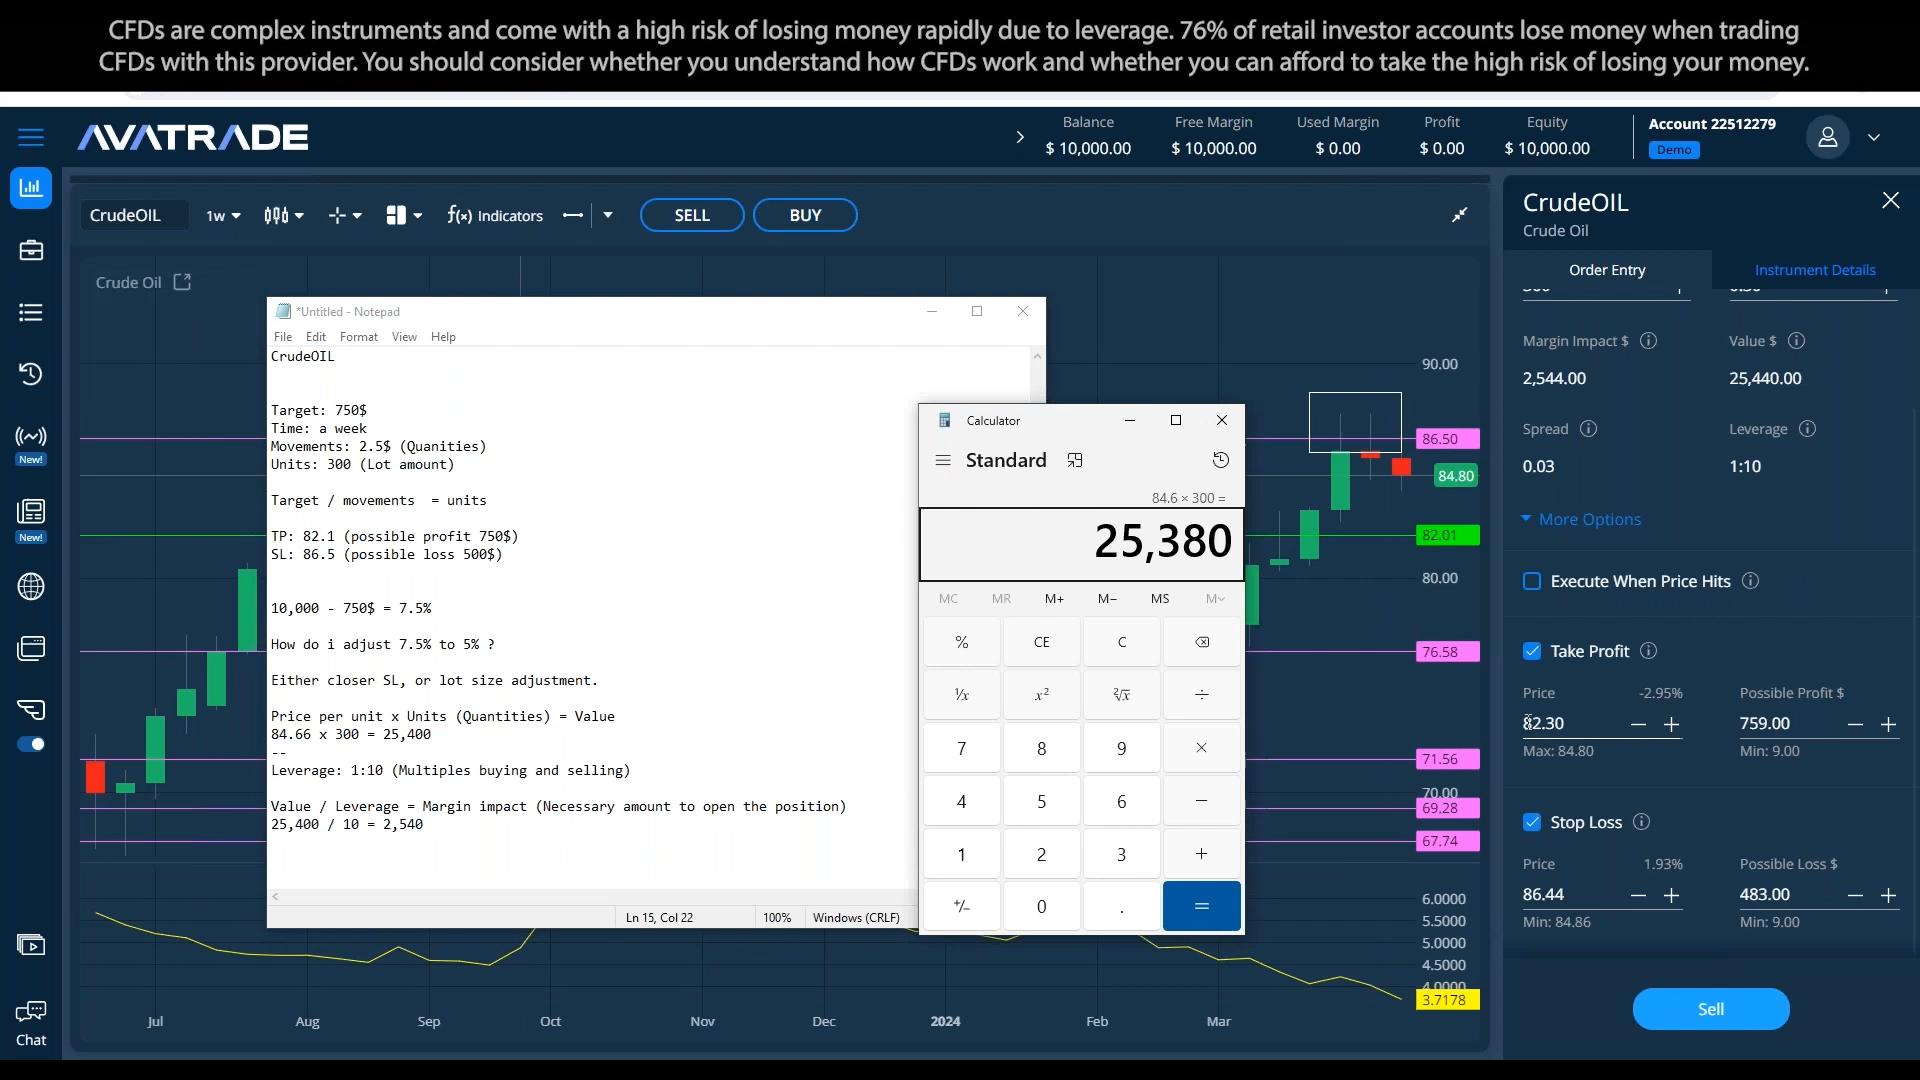 CFDs are complex instruments and come with a high risk of losing money rapidly due to leverage. 76% of retail investor accounts lose money when trading
CFDs with this provider. You should consider whether you understand how CFDs work and whether you can afford to take the high risk of losing your money.
AVATRADE
Balance
$ 10,000.00
Free Margin
$ 10,000.00
Used Margin
$ 0.00
Profit
$ 0.00
Equity
$ 10,000.00
Account 22512279
Demo
CrudeOIL
1w
f(x) Indicators
SELL
BUY
Crude Oil
*Untitled - Notepad
File Edit Format View Help
CrudeOIL
Target: 750$
Time: a week
Movements: 2.5$ (Quanities)
Units: 300 (Lot amount)
Target / movements = units
TP: 82.1 (possible profit 750$)
SL: 86.5 (possible loss 500$)
10,000 - 750$ = 7.5%
How do i adjust 7.5% to 5% ?
Either closer SL, or lot size adjustment.
Price per unit x Units (Quantities) = Value
84.66 x 300 = 25,400
--
Leverage: 1:10 (Multiples buying and selling)
Value / Leverage = Margin impact (Necessary amount to open the position)
25,400 / 10 = 2,540
Ln 15, Col 22
100%
Windows (CRLF)
Calculator
Standard
84.6 × 300 =
25,380
MC MR M+ M− MS M
% CE C
¹/x x² ²√x ÷
7 8 9 ×
4 5 6 −
1 2 3 +
+/− 0 . =
90.00
86.50
84.80
82.01
80.00
76.58
71.56
70.00
69.28
67.74
6.0000
5.5000
5.0000
4.5000
4.0000
3.7178
Jul Aug Sep Oct Nov Dec 2024 Feb Mar
New!
New!
Chat
CrudeOIL
Crude Oil
Order Entry
Instrument Details
Margin Impact $
2,544.00
Value $
25,440.00
Spread
0.03
Leverage
1:10
More Options
Execute When Price Hits
Take Profit
Price -2.95%
82.30
Max: 84.80
Possible Profit $
759.00
Min: 9.00
Stop Loss
Price 1.93%
86.44
Min: 84.86
Possible Loss $
483.00
Min: 9.00
Sell